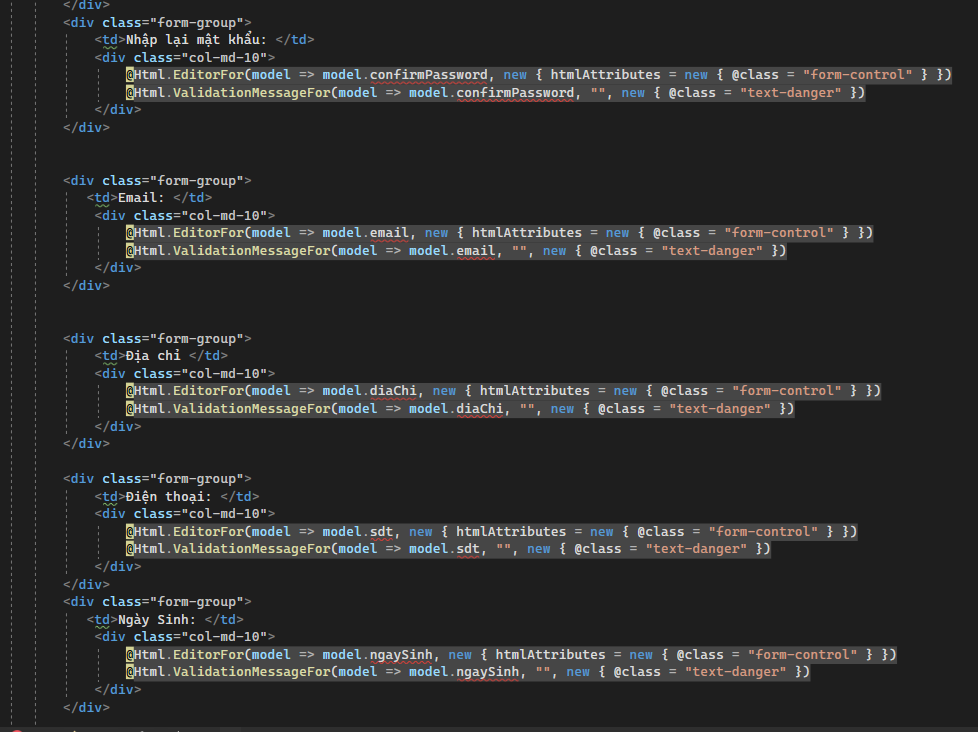 </div>
<div class="form-group">
<td>Nhập lại mật khẩu: </td>
<div class="col-md-10">
@Html.EditorFor(model => model.confirmPassword, new { htmlAttributes = new { @class = "form-control" } })
@Html.ValidationMessageFor(model => model.confirmPassword, "", new { @class = "text-danger" })
</div>
</div>
<div class="form-group">
<td>Email: </td>
<div class="col-md-10">
@Html.EditorFor(model => model.email, new { htmlAttributes = new { @class = "form-control" } })
@Html.ValidationMessageFor(model => model.email, "", new { @class = "text-danger" })
</div>
</div>
<div class="form-group">
<td>Địa chỉ </td>
<div class="col-md-10">
@Html.EditorFor(model => model.diaChi, new { htmlAttributes = new { @class = "form-control" } })
@Html.ValidationMessageFor(model => model.diaChi, "", new { @class = "text-danger" })
</div>
</div>
<div class="form-group">
<td>Điện thoại: </td>
<div class="col-md-10">
@Html.EditorFor(model => model.sdt, new { htmlAttributes = new { @class = "form-control" } })
@Html.ValidationMessageFor(model => model.sdt, "", new { @class = "text-danger" })
</div>
</div>
<div class="form-group">
<td>Ngày Sinh: </td>
<div class="col-md-10">
@Html.EditorFor(model => model.ngaySinh, new { htmlAttributes = new { @class = "form-control" } })
@Html.ValidationMessageFor(model => model.ngaySinh, "", new { @class = "text-danger" })
</div>
</div>